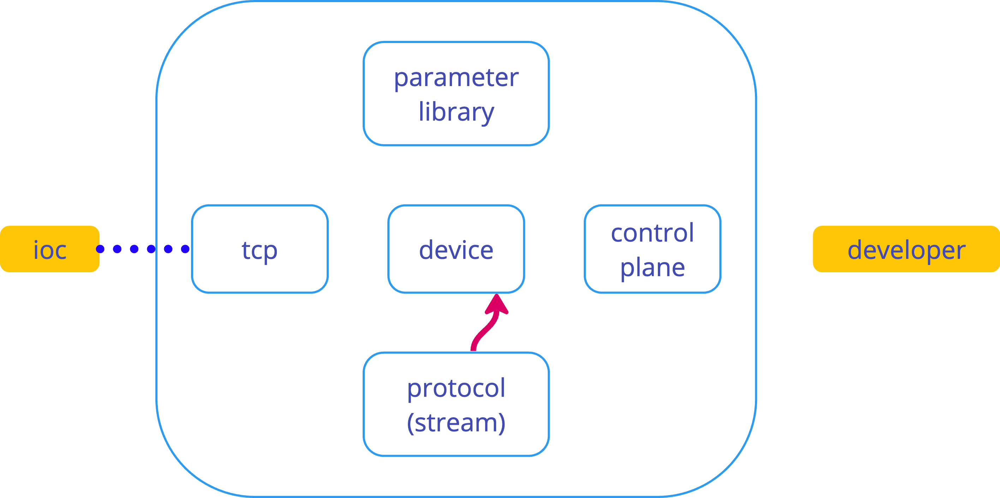 parameter
library
ioc
tcp
device
control
plane
developer
protocol
(stream)